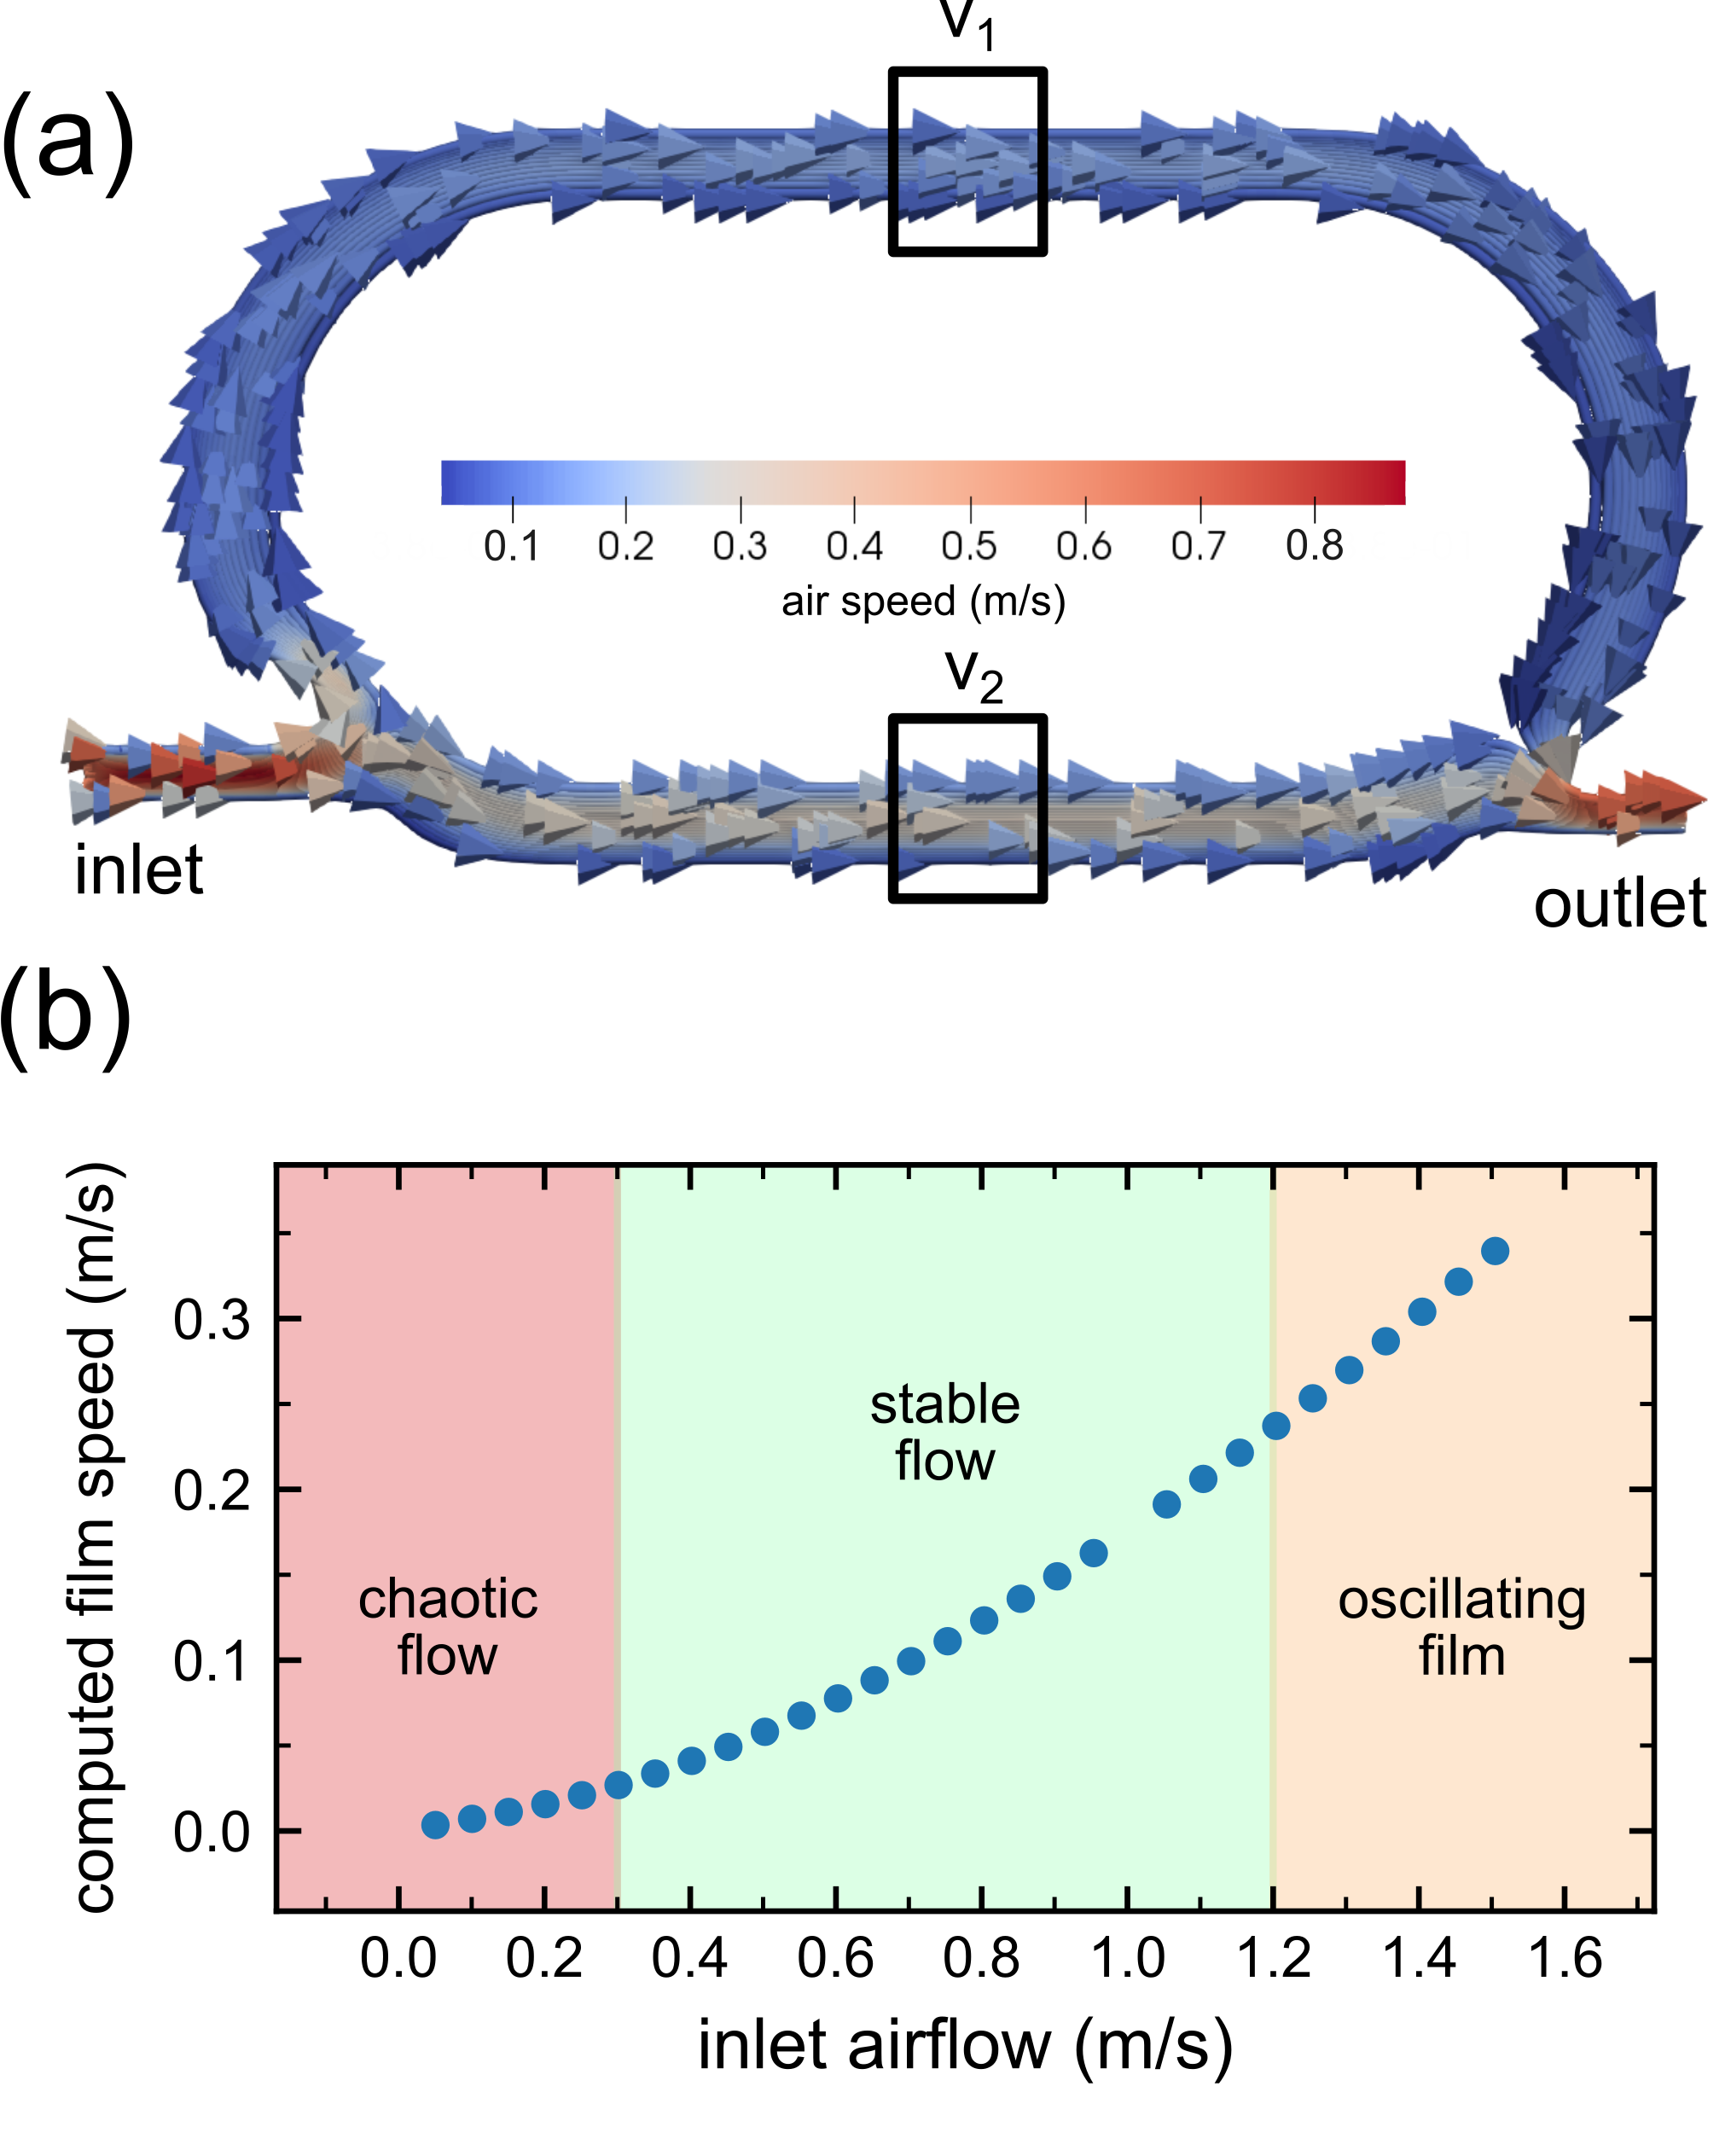 v1
(a)
0.1 0.2 0.3 0.4 0.5 0.6 0.7 0.8
air speed (m/s)
v2
inlet
outlet
(b)
computed film speed (m/s)
0.3
0.2
0.1
0.0
stable
flow
chaotic
flow
oscillating
film
0.0 0.2 0.4 0.6 0.8 1.0 1.2 1.4 1.6
inlet airflow (m/s)